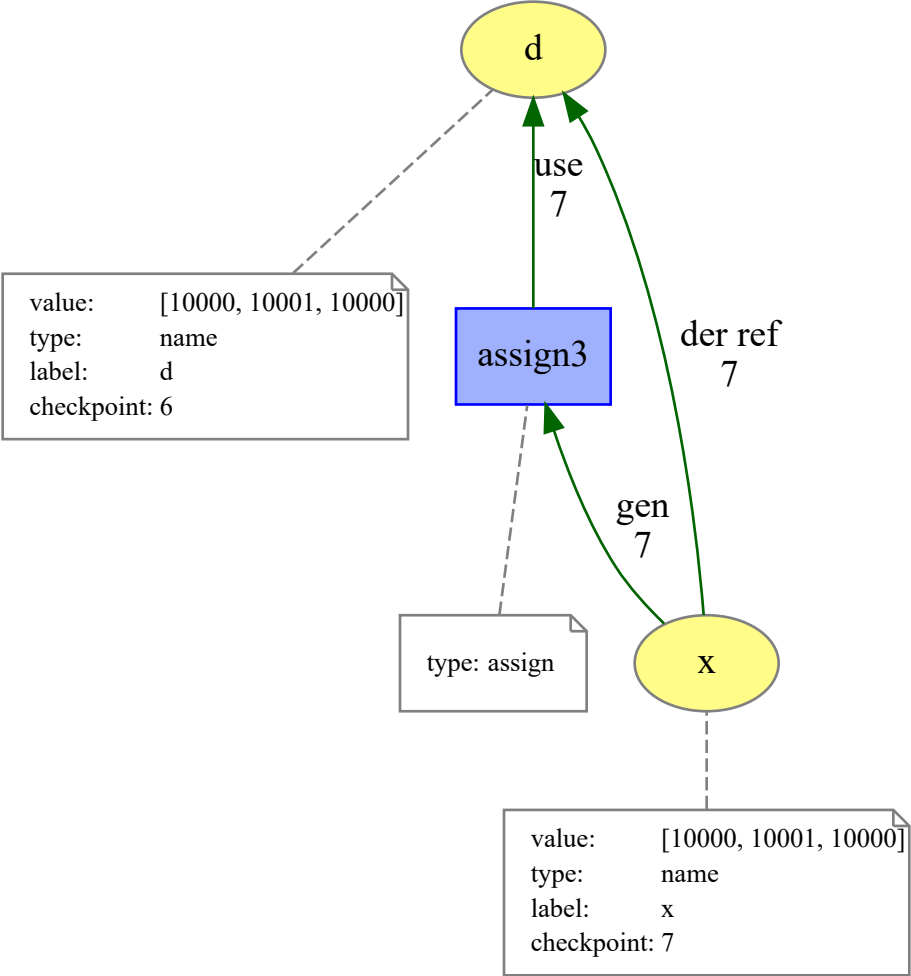 d
use
7
value: [10000, 10001, 10000]
type: name
label: d
checkpoint: 6
der ref
7
assign3
gen
7
type: assign
x
value: [10000, 10001, 10000]
type: name
label: x
checkpoint: 7